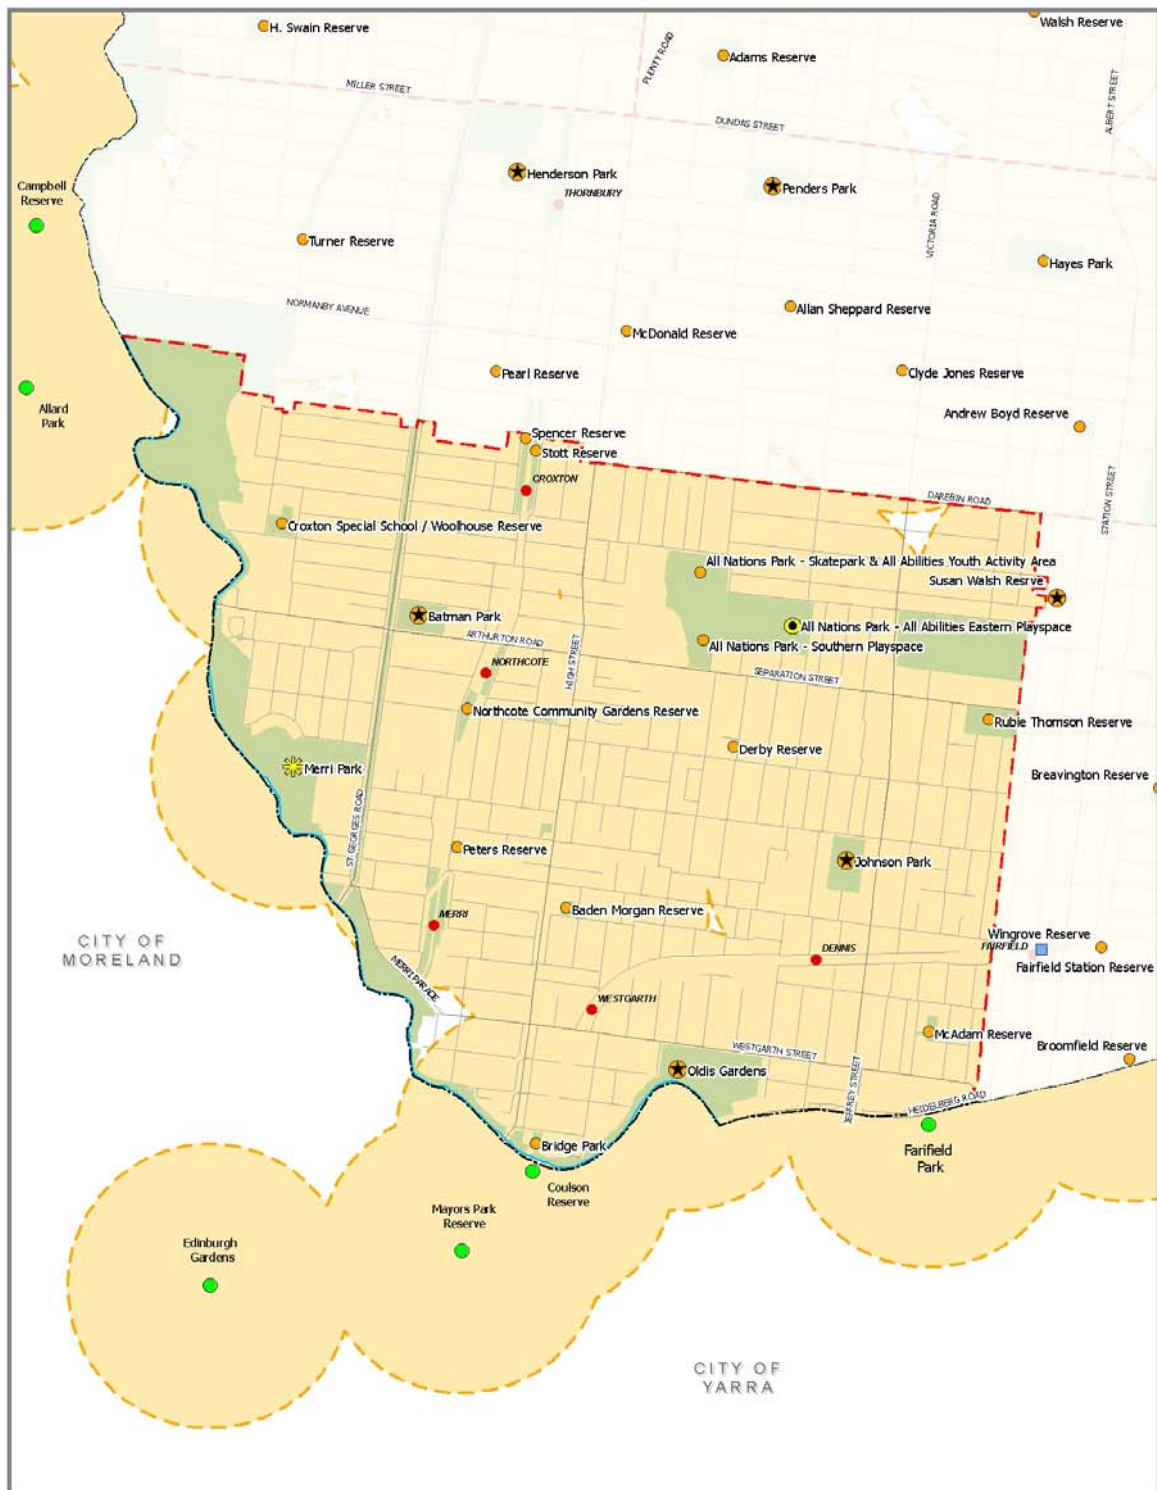 H. Swain Reserve
Walsh Reserve
Adams Reserve
PLENTY ROAD
MILLER STREET
ALBERT STREET
DUNDAS STREET
Henderson Park
Penders Park
Campbell
Reserve
THORNBURY
VICTORIA ROAD
Turner Reserve
Hayes Park
NORMANBY AVENUE
Allan Sheppard Reserve
McDonald Reserve
Pearl Reserve
Clyde Jones Reserve
Allard
Park
Andrew Boyd Reserve
Spencer Reserve
Stott Reserve
CROXTON
DAREBIN ROAD
STATION STREET
Croxton Special School / Woolhouse Reserve
All Nations Park - Skatepark & All Abilities Youth Activity Area
Susan Walsh Resrve
Batman Park
All Nations Park - All Abilities Eastern Playspace
ARTHURTON ROAD
All Nations Park - Southern Playspace
HIGH STREET
NORTHCOTE
SEPARATION STREET
Northcote Community Gardens Reserve
Rubie Thomson Reserve
Derby Reserve
Merri Park
Breavington Reserve
ST. GEORGES ROAD
Peters Reserve
Johnson Park
Baden Morgan Reserve
MERRI
CITY OF
MORELAND
Wingrove Reserve
DENNIS
FAIRFIELD
Fairfield Station Reserve
MERRI PARADE
WESTGARTH
McAdam Reserve
WESTGARTH STREET
Broomfield Reserve
Oldis Gardens
JEFFREY STREET
HEIDELBERG ROAD
Bridge Park
Farifield
Park
Coulson
Reserve
Mayors Park
Reserve
Edinburgh
Gardens
CITY OF
YARRA